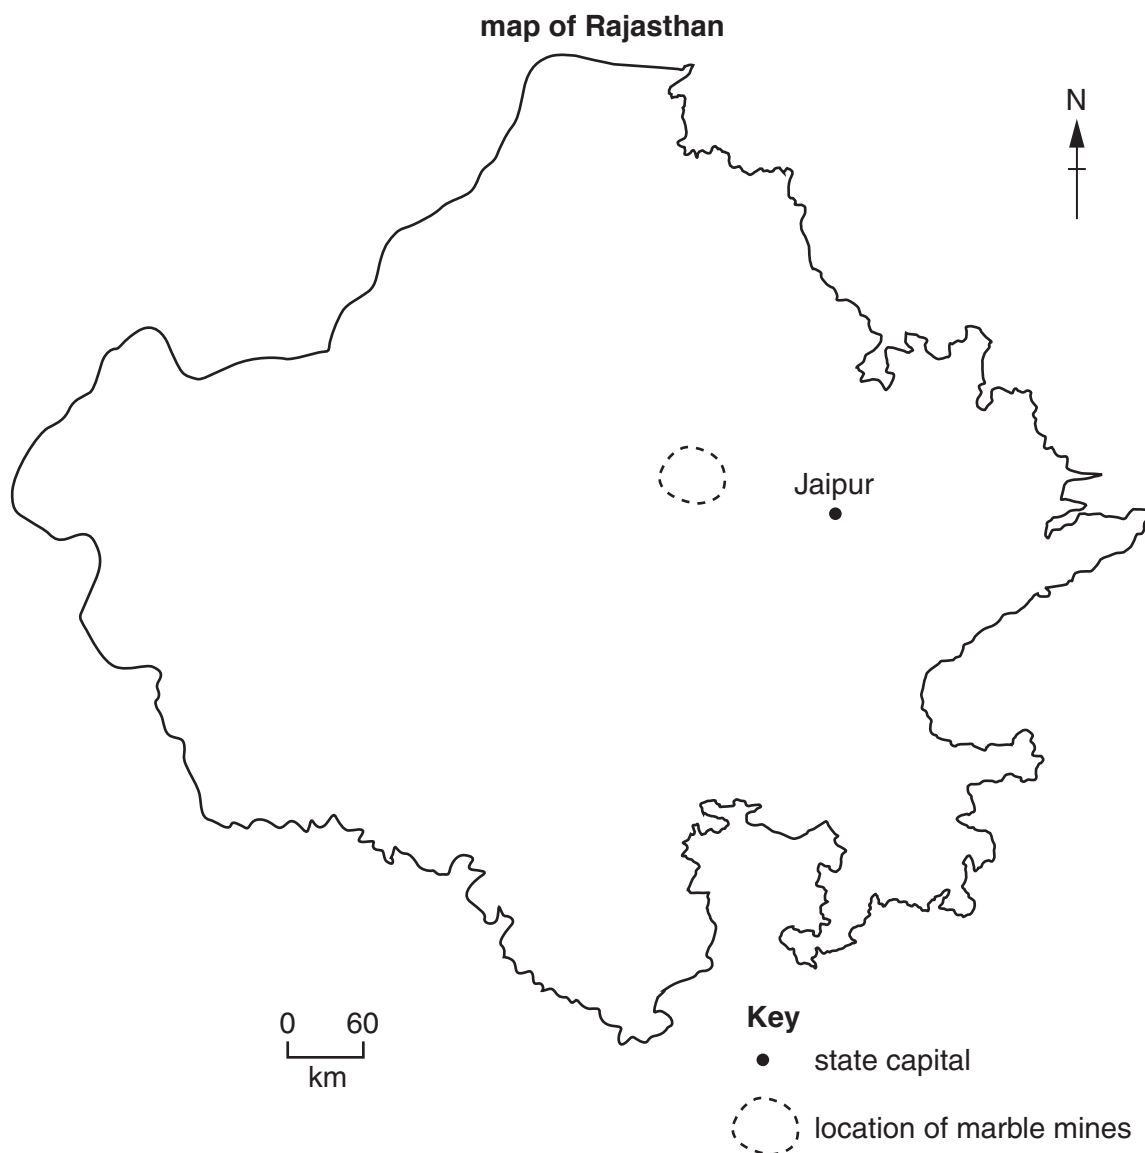 map of Rajasthan
N
Jaipur
0 60
km
Key
state capital
location of marble mines